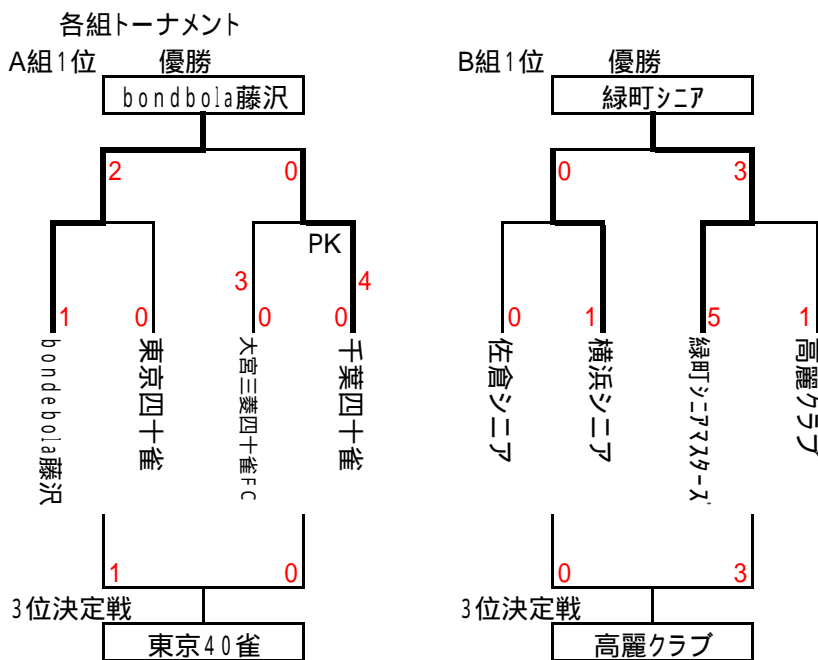 各組トーナメント
A組1位 優勝
bondbola藤沢
2 0
PK
3 4
1 0 0 0
bondebola藤沢
東京四十雀
大宮三菱四十雀FC
千葉四十雀
1 0
3位決定戦
東京40雀
B組1位 優勝
緑町シニア
0 3
0 1 5 1
佐倉シニア
横浜シニア
緑町シニアマスターズ
高麗クラブ
0 3
3位決定戦
高麗クラブ